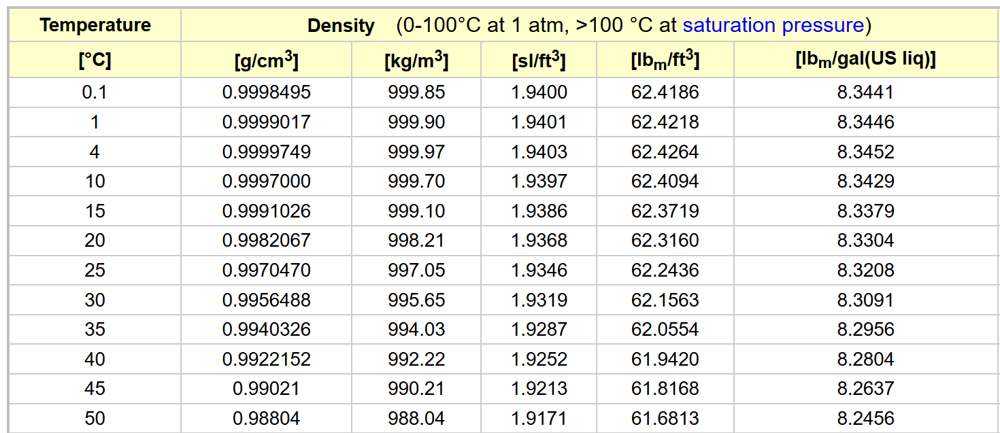 Temperature Density (0-100°C at 1 atm, >100 °C at saturation pressure)
[°C] [g/cm³] [kg/m³] [sl/ft³] [lbm/ft³] [lbm/gal(US liq)]
0.1 0.9998495 999.85 1.9400 62.4186 8.3441
1 0.9999017 999.90 1.9401 62.4218 8.3446
4 0.9999749 999.97 1.9403 62.4264 8.3452
10 0.9997000 999.70 1.9397 62.4094 8.3429
15 0.9991026 999.10 1.9386 62.3719 8.3379
20 0.9982067 998.21 1.9368 62.3160 8.3304
25 0.9970470 997.05 1.9346 62.2436 8.3208
30 0.9956488 995.65 1.9319 62.1563 8.3091
35 0.9940326 994.03 1.9287 62.0554 8.2956
40 0.9922152 992.22 1.9252 61.9420 8.2804
45 0.99021 990.21 1.9213 61.8168 8.2637
50 0.98804 988.04 1.9171 61.6813 8.2456